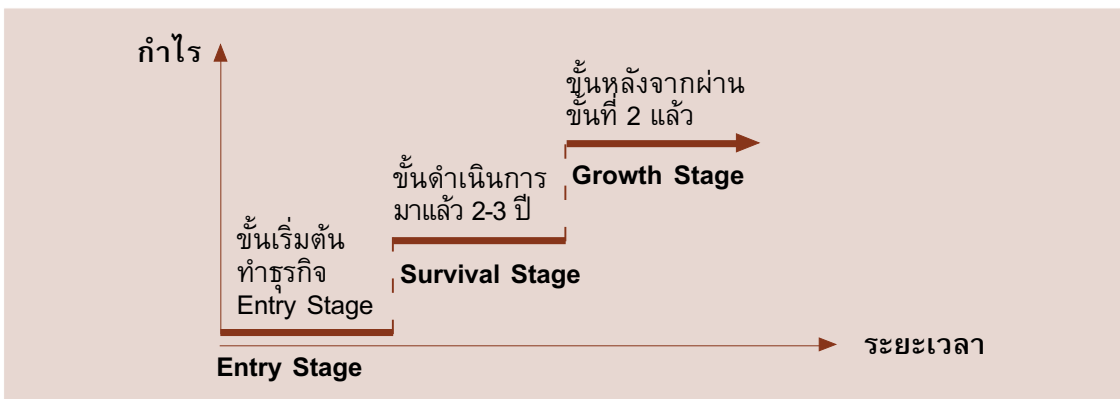 กำไร
ขั้นหลังจากผ่าน
ขั้นที่ 2 แล้ว
Growth Stage
ขั้นดำเนินการ
มาแล้ว 2-3 ปี
Survival Stage
ขั้นเริ่มต้น
ทำธุรกิจ
Entry Stage
ระยะเวลา
Entry Stage